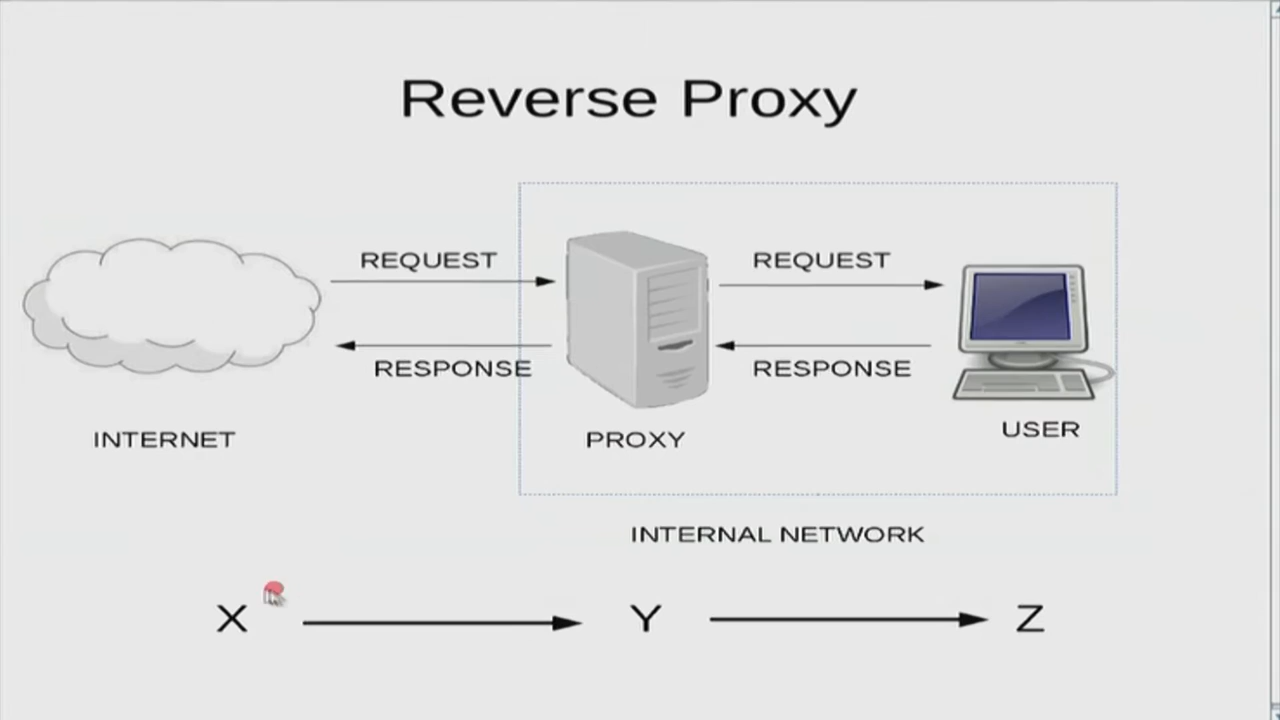 Reverse Proxy
REQUEST
REQUEST
RESPONSE
RESPONSE
INTERNET
PROXY
USER
INTERNAL NETWORK
X
Y
Z